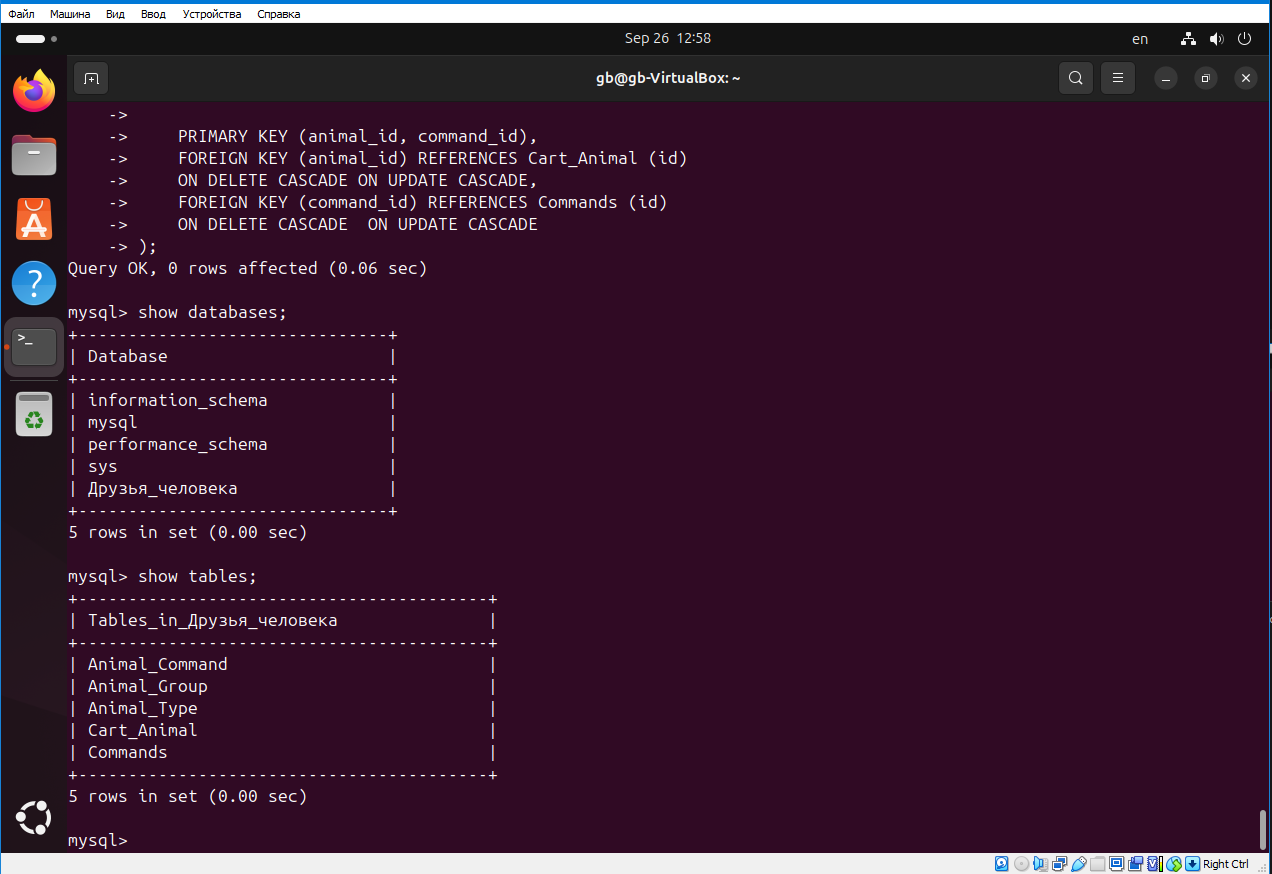 Файл Машина Вид Ввод Устройства Справка
Sep 26 12:58
en
gb@gb-VirtualBox: ~
->
-> PRIMARY KEY (animal_id, command_id),
-> FOREIGN KEY (animal_id) REFERENCES Cart_Animal (id)
-> ON DELETE CASCADE ON UPDATE CASCADE,
-> FOREIGN KEY (command_id) REFERENCES Commands (id)
-> ON DELETE CASCADE  ON UPDATE CASCADE
-> );
Query OK, 0 rows affected (0.06 sec)
mysql> show databases;
+-------------------------------+
| Database                      |
+-------------------------------+
| information_schema            |
| mysql                         |
| performance_schema            |
| sys                           |
| Друзья_человека               |
+-------------------------------+
5 rows in set (0.00 sec)
mysql> show tables;
+-----------------------------------------+
| Tables_in_Друзья_человека               |
+-----------------------------------------+
| Animal_Command                          |
| Animal_Group                            |
| Animal_Type                             |
| Cart_Animal                             |
| Commands                                |
+-----------------------------------------+
5 rows in set (0.00 sec)
mysql>
Right Ctrl